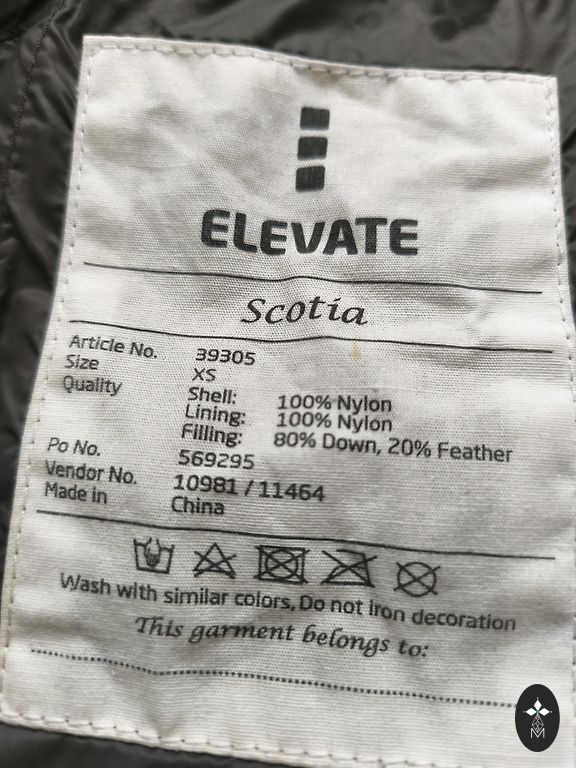 ELEVATE
Scotia
Article No. 39305
Size XS
Quality Shell: 100% Nylon
Lining: 100% Nylon
Filling: 80% Down, 20% Feather
Po No. 569295
Vendor No. 10981 / 11464
Made in China
Wash with similar colors, Do not iron decoration
This garment belongs to:
M